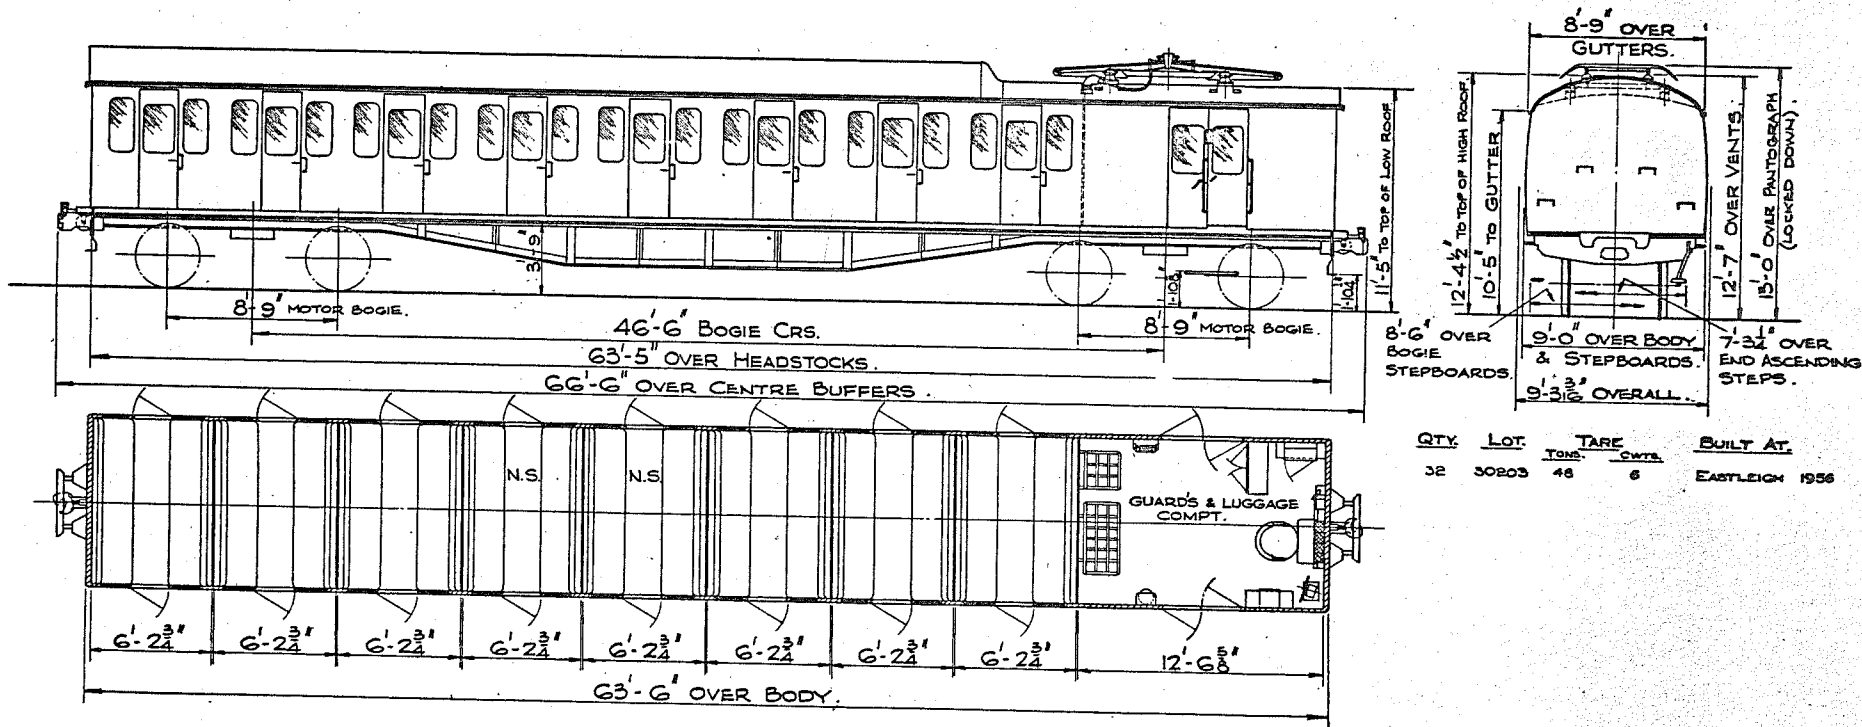 8'-9" OVER
GUTTERS.
11'-5" TO TOP OF LOW ROOF
12'-4½" TO TOP OF HIGH ROOF.
10'-5" TO GUTTER
12'-7" OVER VENTS.
13'-0" OVER PANTOGRAPH
(LOCKED DOWN).
3'-9"
1'-10¾"
8'-9" MOTOR BOGIE.
46'-6" BOGIE CRS.
8'-9" MOTOR BOGIE.
63'-5" OVER HEADSTOCKS.
66'-6" OVER CENTRE BUFFERS.
8'-6" OVER
BOGIE
STEPBOARDS.
9'-0" OVER BODY
& STEPBOARDS.
9'-3 3/16" OVERALL.
7'-3¼" OVER
END ASCENDING
STEPS.
QTY. LOT. TARE BUILT AT.
TONS. CWTS.
32 30203 48 6 EASTLEIGH 1956
N.S. N.S.
GUARD'S & LUGGAGE
COMPT.
6'-2¾" 6'-2¾" 6'-2¾" 6'-2¾" 6'-2¾" 6'-2¾" 6'-2¾" 6'-2¾" 12'-6⅝"
63'-6" OVER BODY.